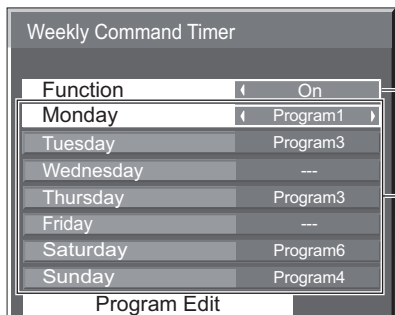 Weekly Command Timer
Function On
Monday Program1
Tuesday Program3
Wednesday ---
Thursday Program3
Friday ---
Saturday Program6
Sunday Program4
Program Edit